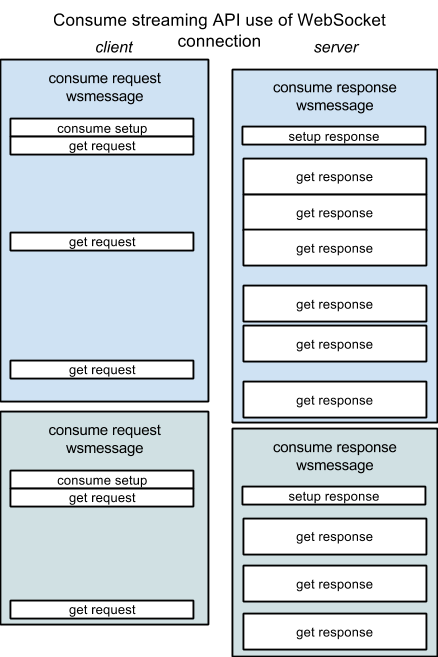 Consume streaming API use of WebSocket
connection
client
server
consume request
wsmessage
consume setup
get request
get request
get request
consume response
wsmessage
setup response
get response
get response
get response
get response
get response
get response
consume request
wsmessage
consume setup
get request
get request
consume response
wsmessage
setup response
get response
get response
get response